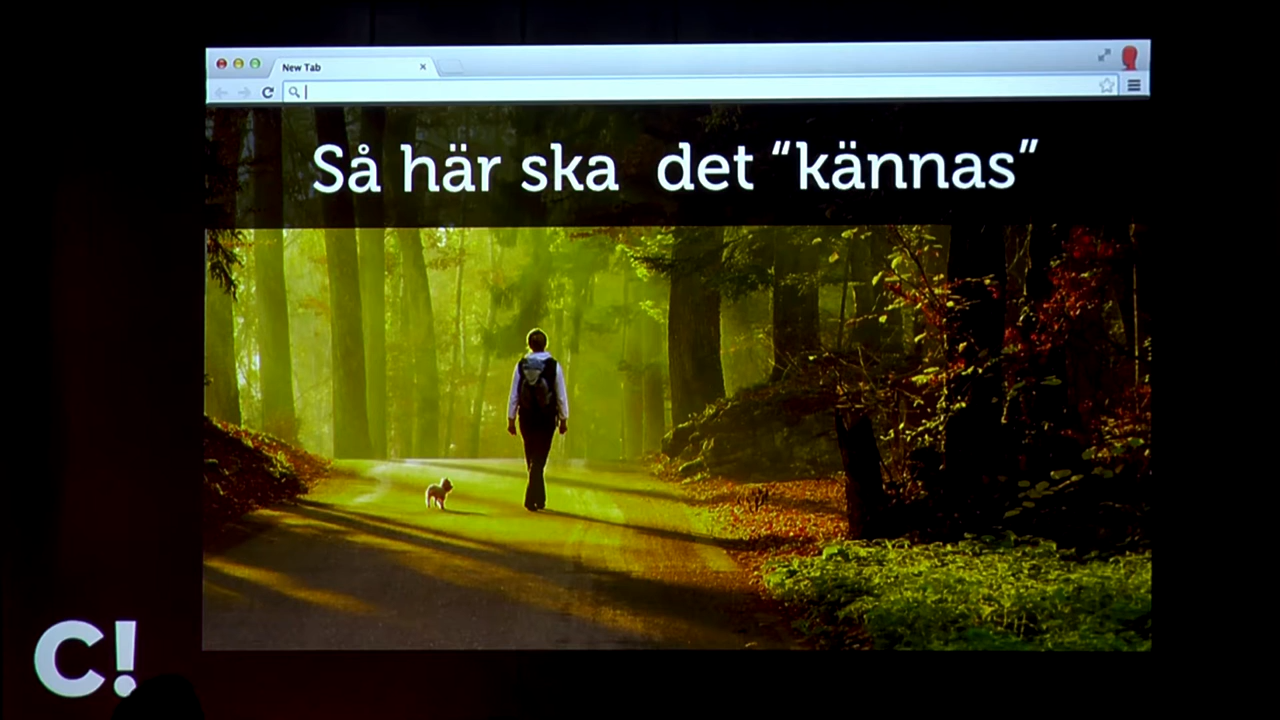 New Tab
Så här ska det “kännas”
C!